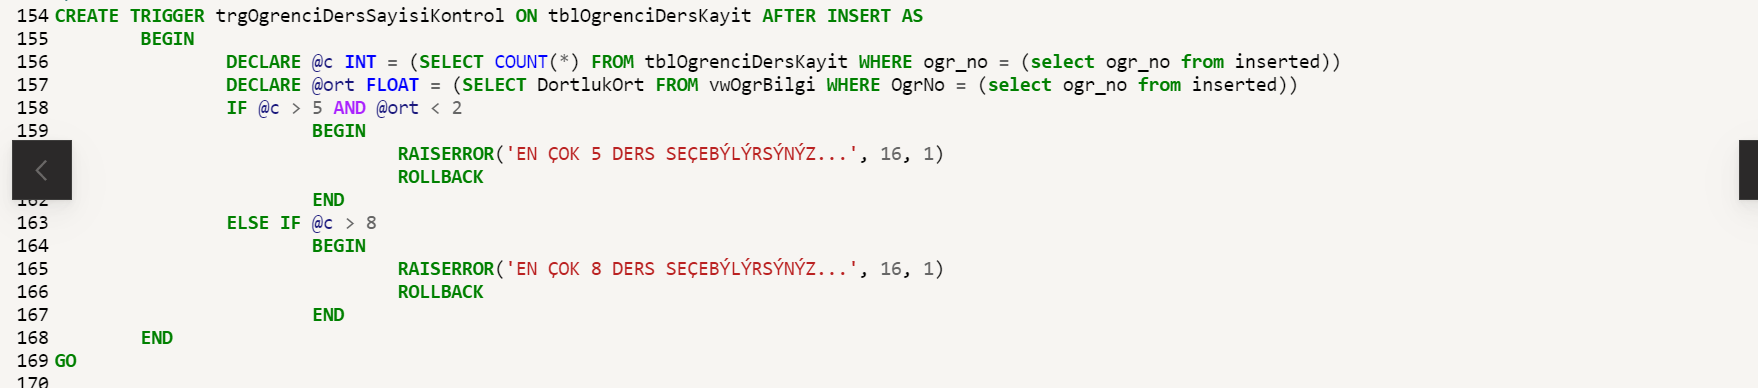 154 CREATE TRIGGER trgOgrenciDersSayisiKontrol ON tblOgrenciDersKayit AFTER INSERT AS
155 BEGIN
156 DECLARE @c INT = (SELECT COUNT(*) FROM tblOgrenciDersKayit WHERE ogr_no = (select ogr_no from inserted))
157 DECLARE @ort FLOAT = (SELECT DortlukOrt FROM vwOgrBilgi WHERE OgrNo = (select ogr_no from inserted))
158 IF @c > 5 AND @ort < 2
159 BEGIN
RAISERROR('EN ÇOK 5 DERS SEÇEBÝLÝRSÝNÝZ...', 16, 1)
ROLLBACK
162 END
163 ELSE IF @c > 8
164 BEGIN
165 RAISERROR('EN ÇOK 8 DERS SEÇEBÝLÝRSÝNÝZ...', 16, 1)
166 ROLLBACK
167 END
168 END
169 GO
170